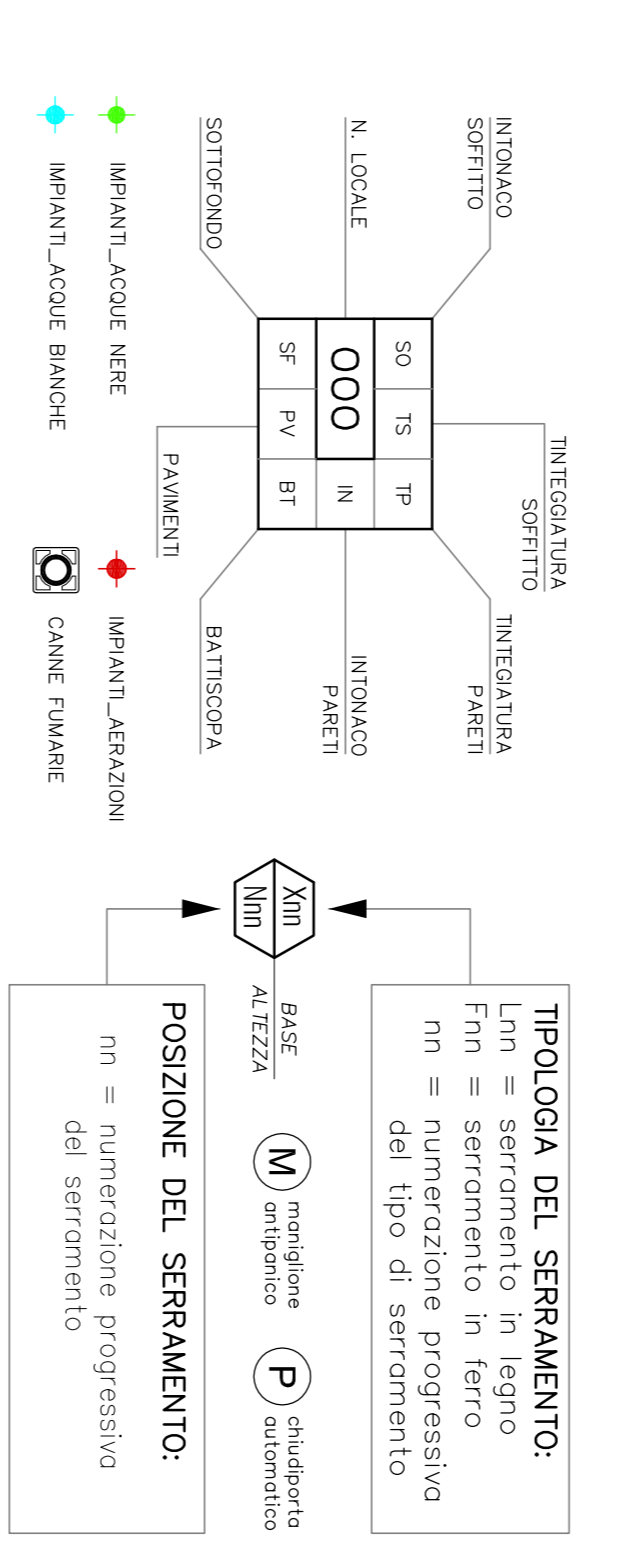 INTONACO
SOFFITTO
TINTEGGIATURA
SOFFITTO
TINTEGIATURA
PARETI
N. LOCALE
INTONACO
PARETI
SOTTOFONDO
PAVIMENTI
BATTISCOPA
SO TS TP
000 IN
SF PV BT
IMPIANTI_ACQUE NERE
IMPIANTI_AERAZIONI
IMPIANTI_ACQUE BIANCHE
CANNE FUMARIE
TIPOLOGIA DEL SERRAMENTO:
Lnn = serramento in legno
Fnn = serramento in ferro
nn = numerazione progressiva
del tipo di serramento
Xnn
Nnn
BASE
ALTEZZA
M
maniglione
antipanico
P
chiudiporta
automatico
POSIZIONE DEL SERRAMENTO:
nn = numerazione progressiva
del serramento